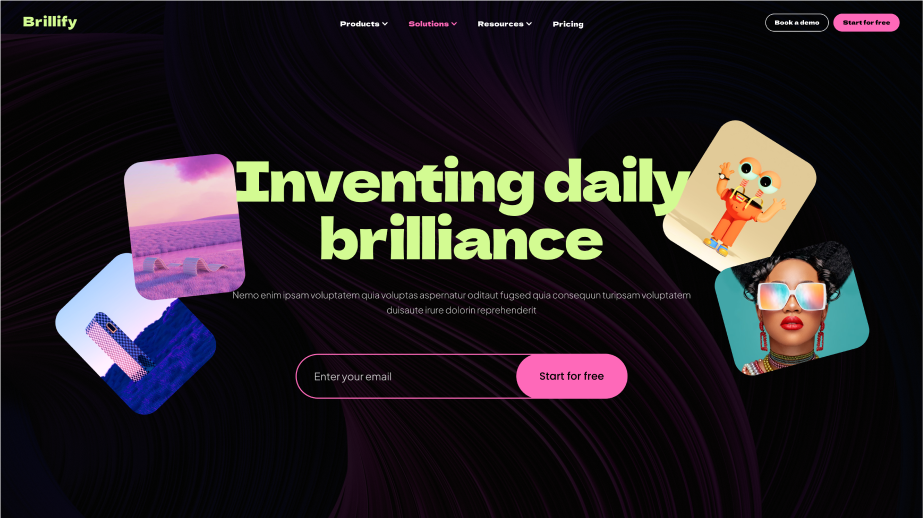 Brillify
Products
Solutions
Resources
Pricing
Book a demo
Start for free
Inventing daily
brilliance
Nemo enim ipsam voluptatem quia voluptas aspernatur oditaut fugsed quia consequun turipsam voluptatem
duisaute irure dolorin reprehenderit
Enter your email
Start for free